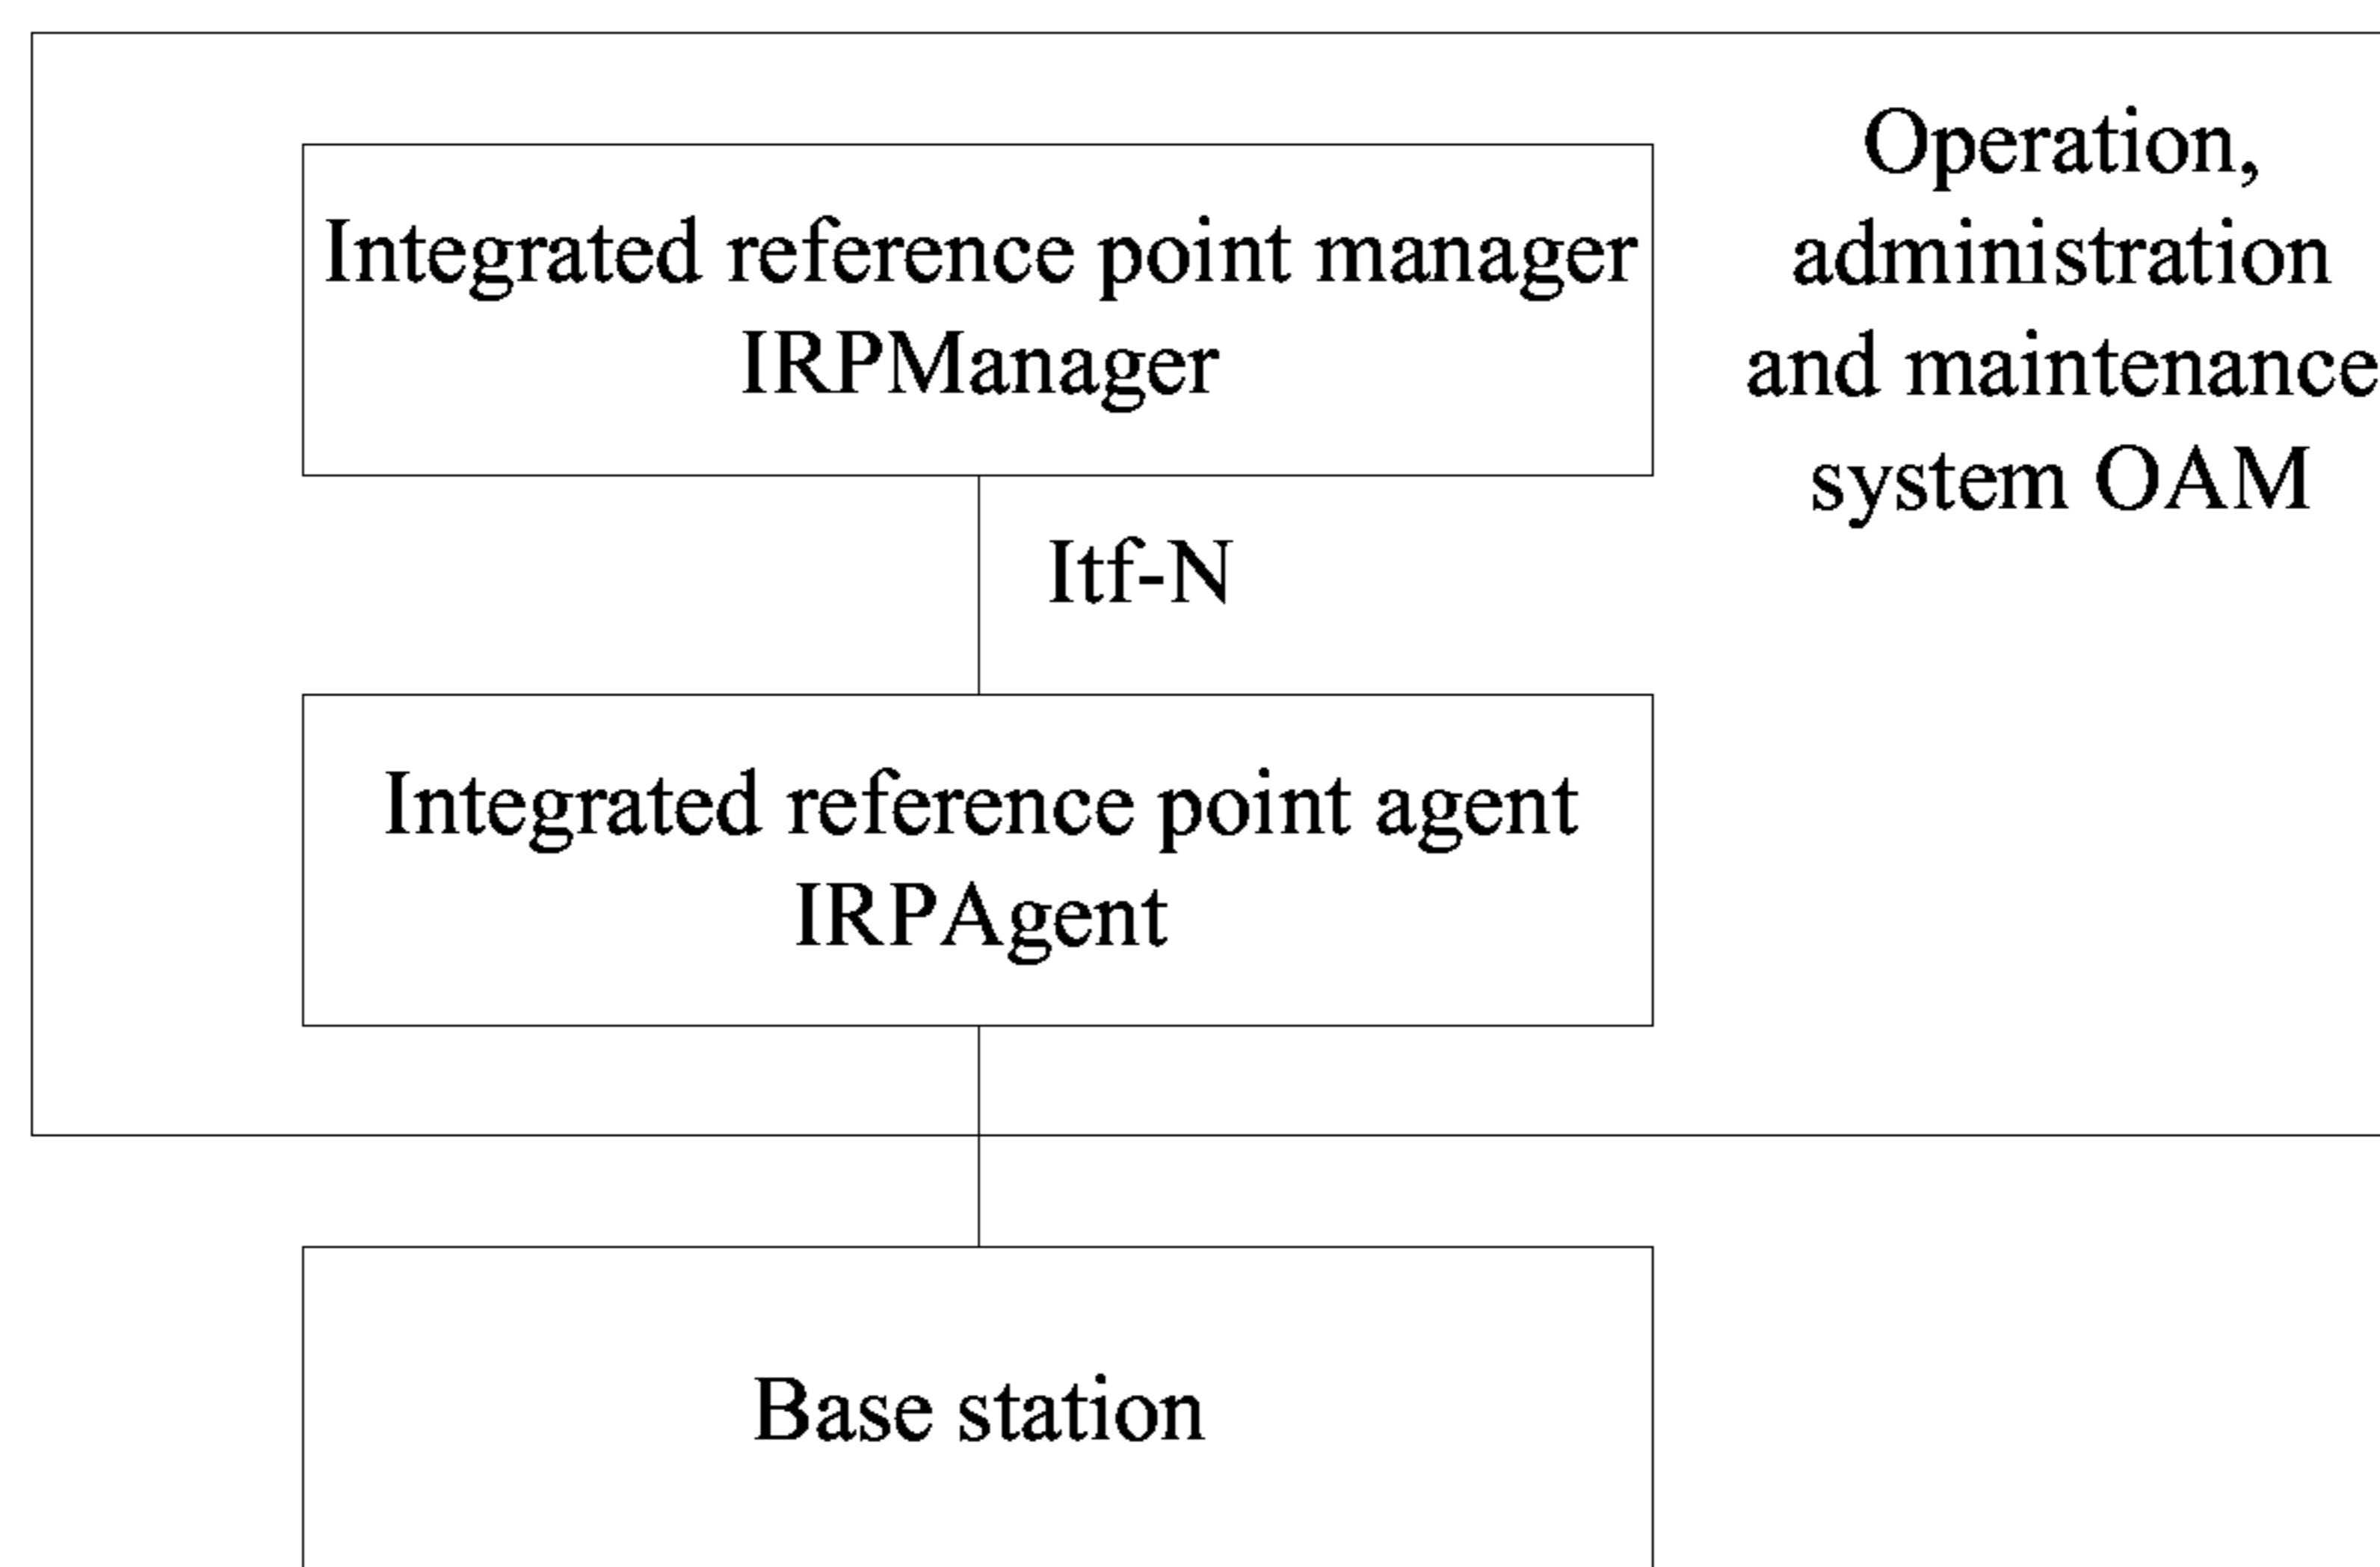 Integrated reference point manager
IRPManager
Operation,
administration
and maintenance
system OAM
Itf-N
Integrated reference point agent
IRPAgent
Base station